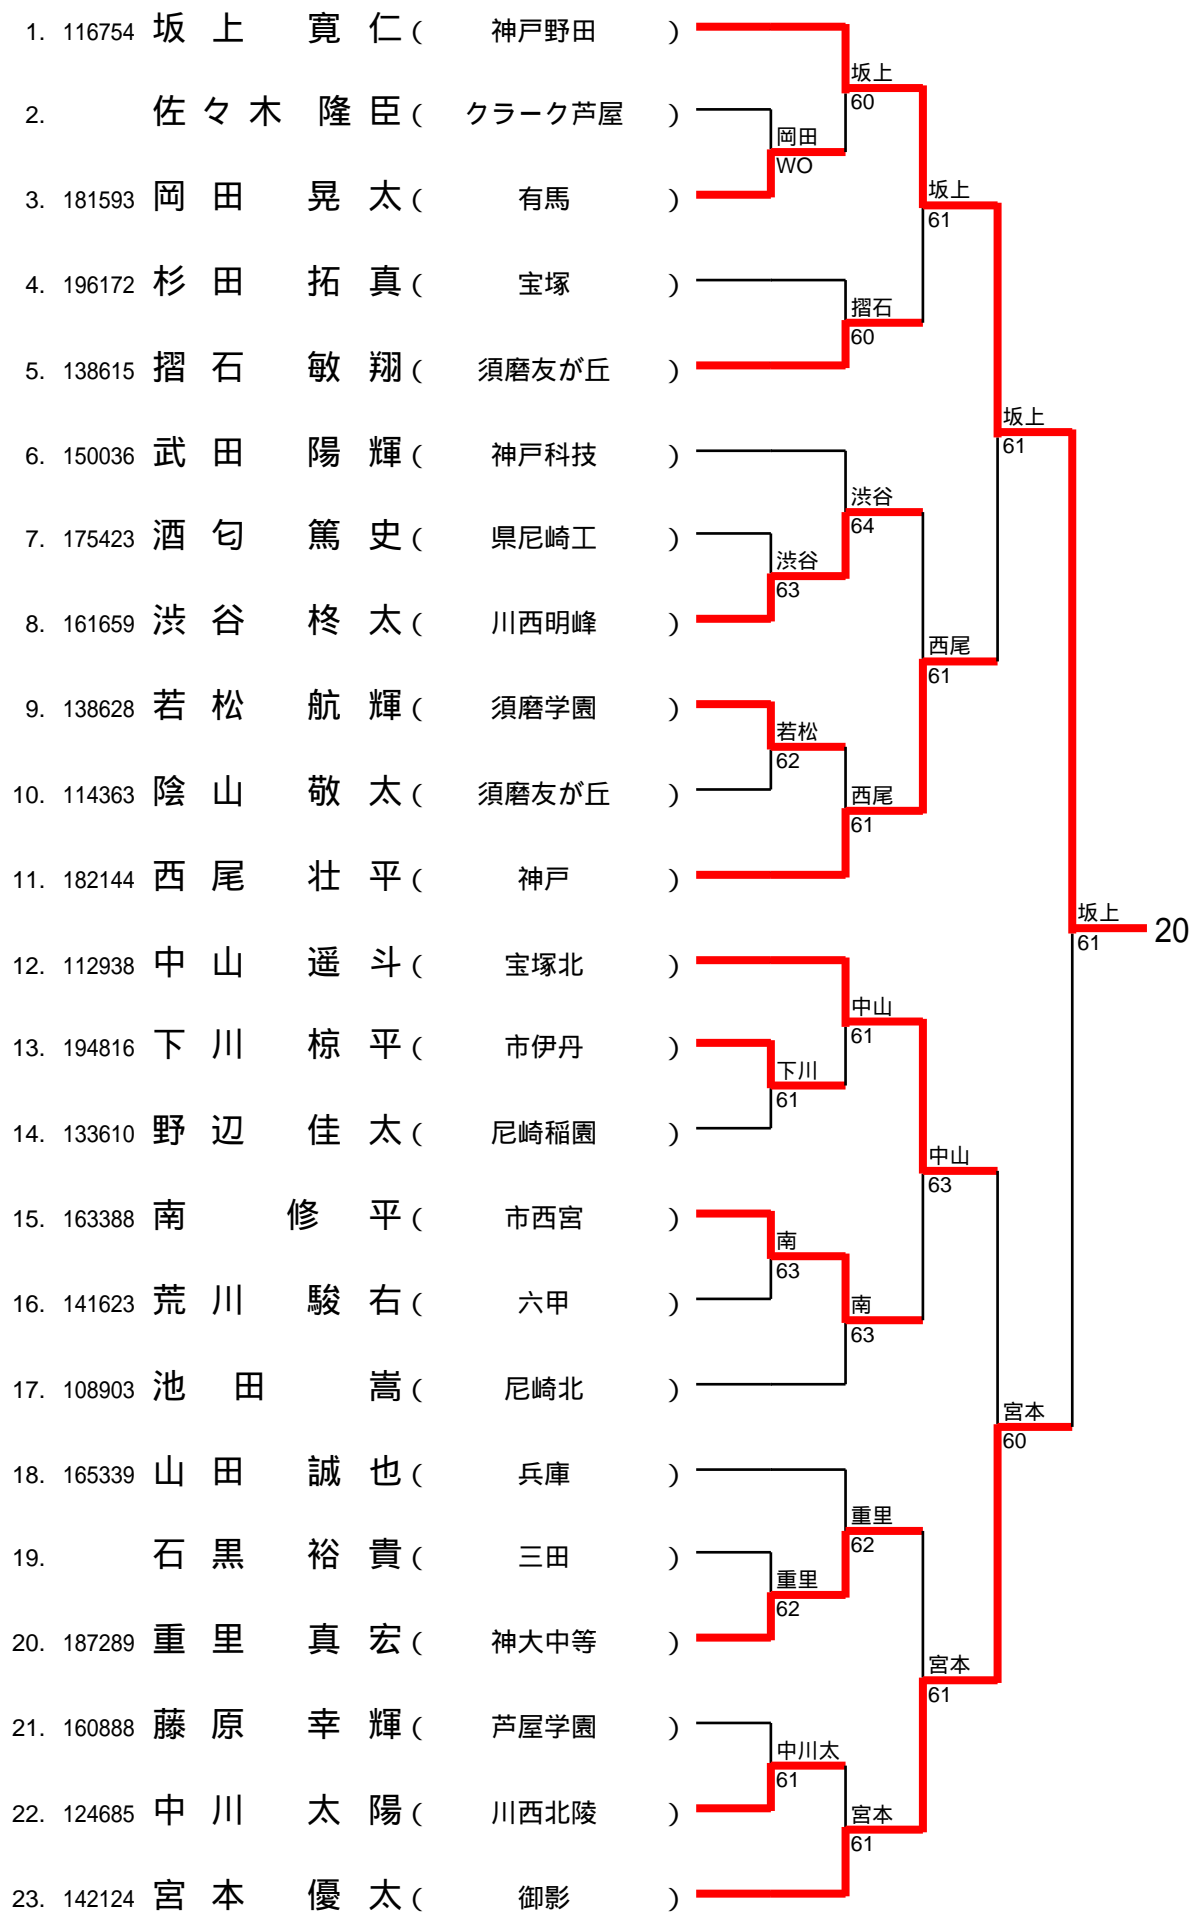 1. 116754 坂上 寛仁 ( 神戸野田 )
坂上
60
2. 佐々木 隆臣 ( クラーク芦屋 )
岡田
WO
3. 181593 岡田 晃太 ( 有馬 )
坂上
61
4. 196172 杉田 拓真 ( 宝塚 )
摺石
60
5. 138615 摺石 敏翔 ( 須磨友が丘 )
坂上
61
6. 150036 武田 陽輝 ( 神戸科技 )
渋谷
64
7. 175423 酒匂 篤史 ( 県尼崎工 )
渋谷
63
8. 161659 渋谷 柊太 ( 川西明峰 )
西尾
61
9. 138628 若松 航輝 ( 須磨学園 )
若松
62
10. 114363 陰山 敬太 ( 須磨友が丘 )
西尾
61
11. 182144 西尾 壮平 ( 神戸 )
坂上
61
20
12. 112938 中山 遥斗 ( 宝塚北 )
中山
61
13. 194816 下川 椋平 ( 市伊丹 )
下川
61
14. 133610 野辺 佳太 ( 尼崎稲園 )
中山
63
15. 163388 南 修平 ( 市西宮 )
南
63
16. 141623 荒川 駿右 ( 六甲 )
南
63
17. 108903 池田 嵩 ( 尼崎北 )
宮本
60
18. 165339 山田 誠也 ( 兵庫 )
重里
62
19. 石黒 裕貴 ( 三田 )
重里
62
20. 187289 重里 真宏 ( 神大中等 )
宮本
61
21. 160888 藤原 幸輝 ( 芦屋学園 )
中川太
61
22. 124685 中川 太陽 ( 川西北陵 )
宮本
61
23. 142124 宮本 優太 ( 御影 )